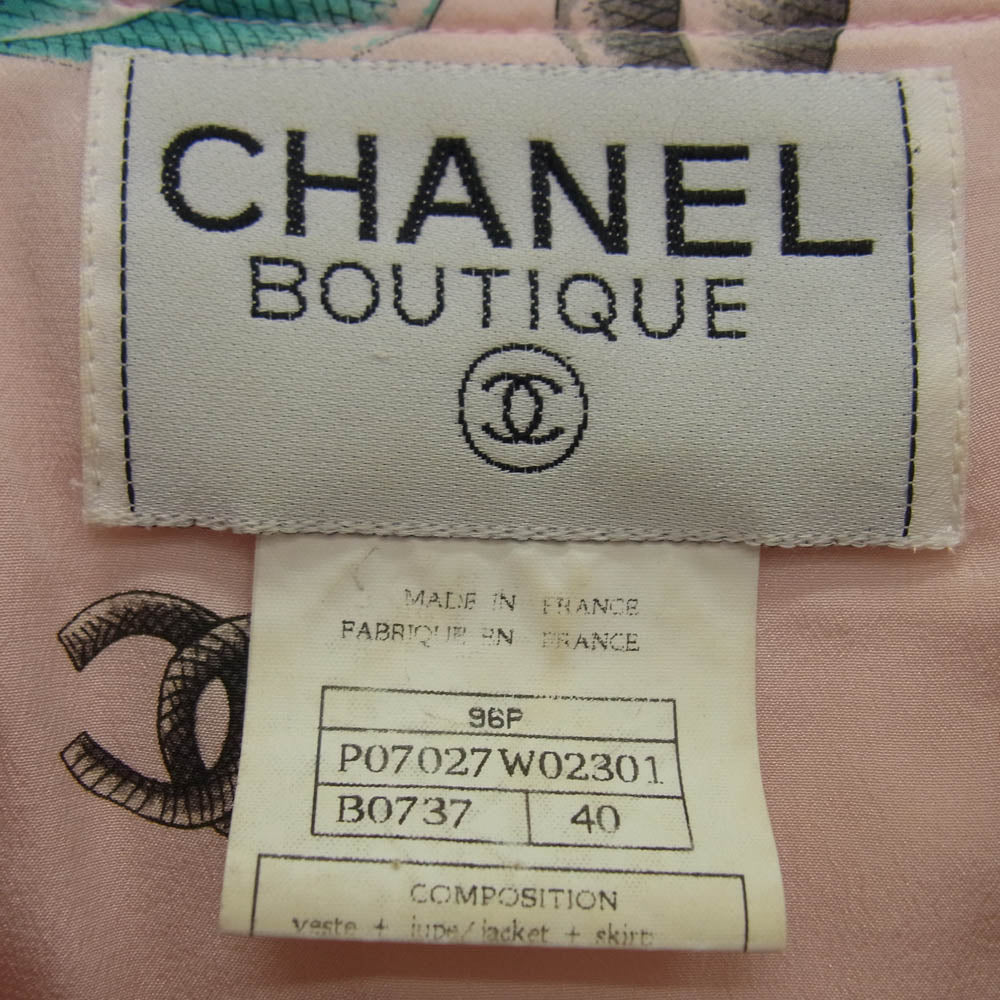 CHANEL
BOUTIQUE
MADE IN FRANCE
FABRIQUE EN FRANCE
96P
P07027W02301
B0737 40
COMPOSITION
veste + jupe/jacket + skirt